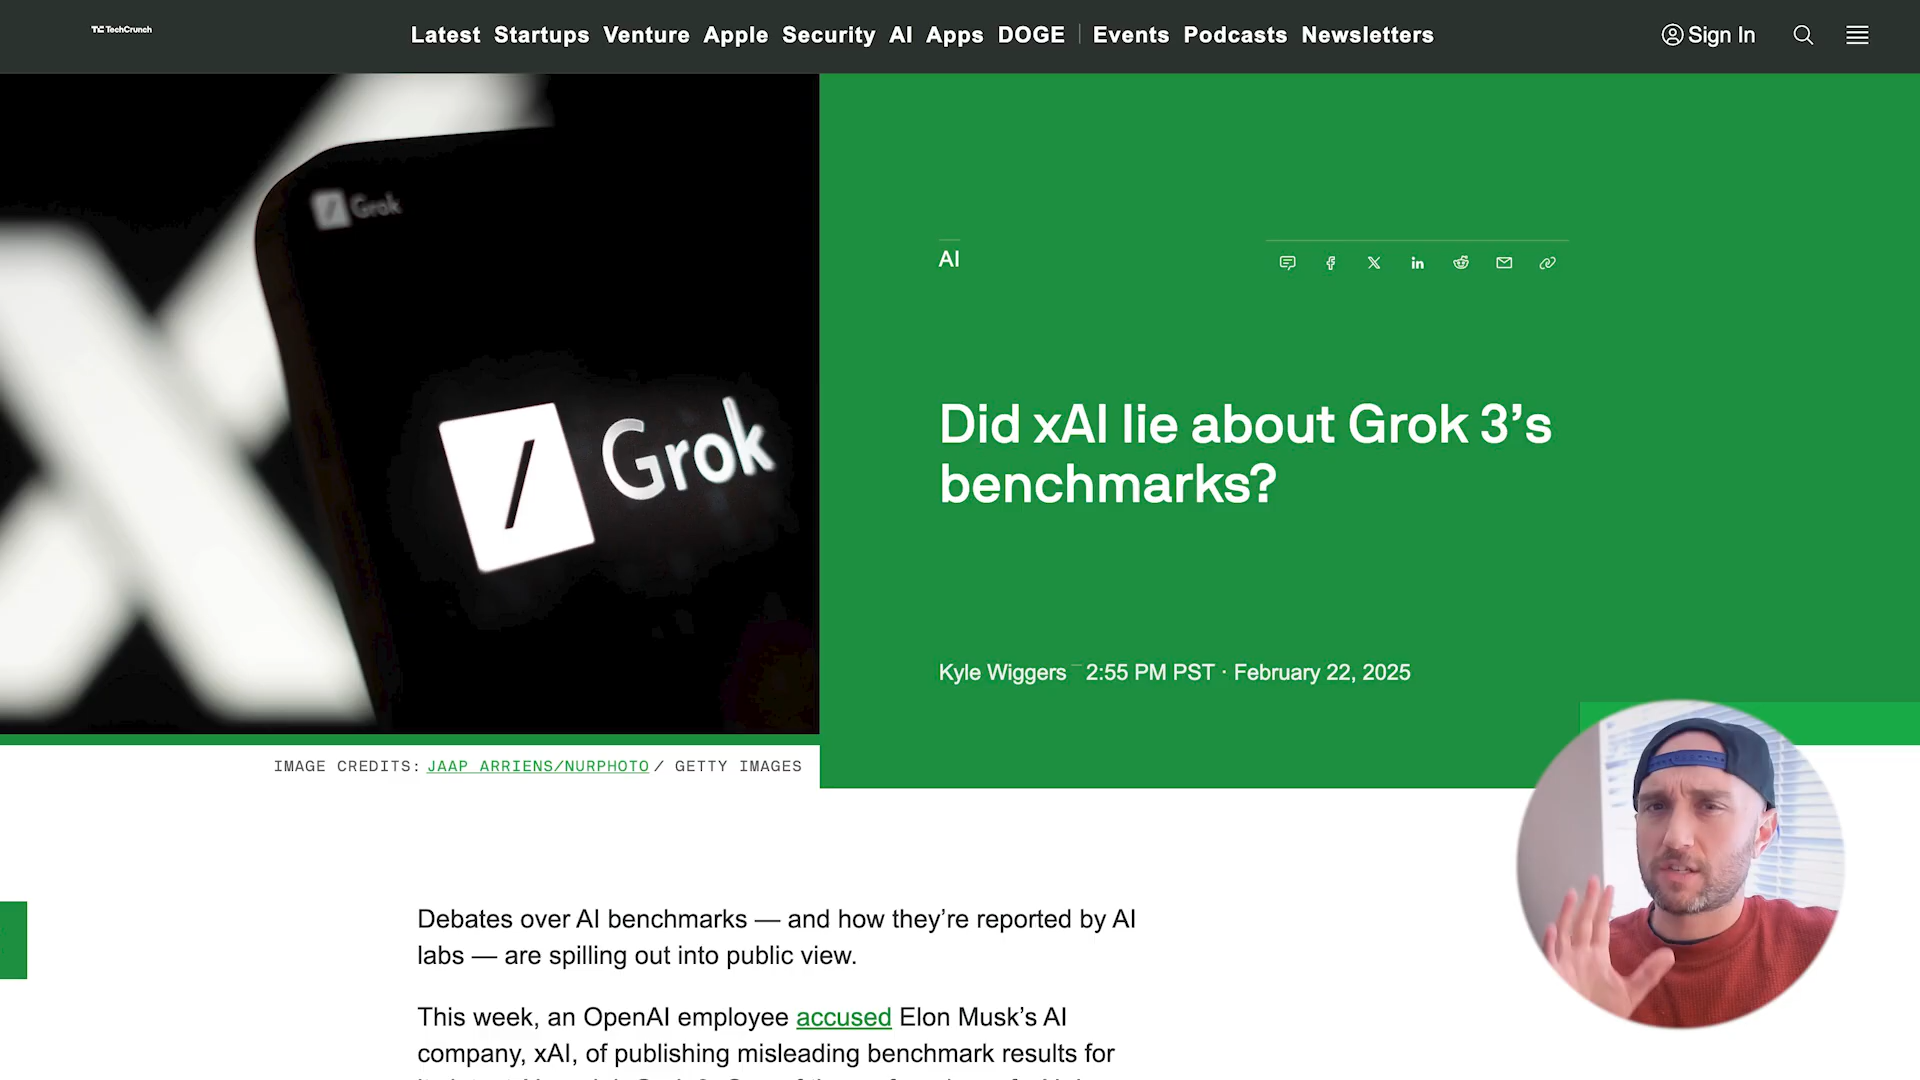 TechCrunch
Latest Startups Venture Apple Security AI Apps DOGE Events Podcasts Newsletters
Sign In
Grok
Grok
AI
Did xAI lie about Grok 3’s
benchmarks?
Kyle Wiggers 2:55 PM PST · February 22, 2025
IMAGE CREDITS: JAAP ARRIENS/NURPHOTO / GETTY IMAGES
Debates over AI benchmarks — and how they’re reported by AI
labs — are spilling out into public view.
This week, an OpenAI employee accused Elon Musk’s AI
company, xAI, of publishing misleading benchmark results for